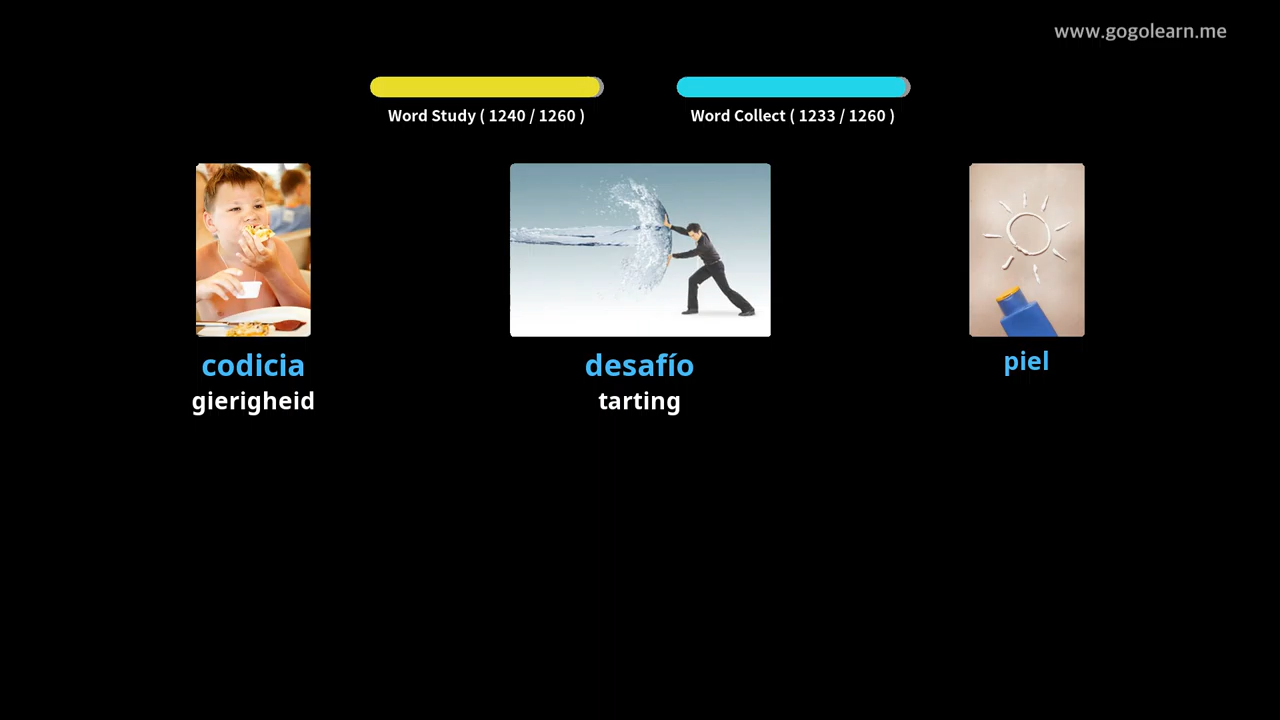 www.gogolearn.me
Word Study ( 1240 / 1260 )
Word Collect ( 1233 / 1260 )
codicia
gierigheid
desafío
tarting
piel